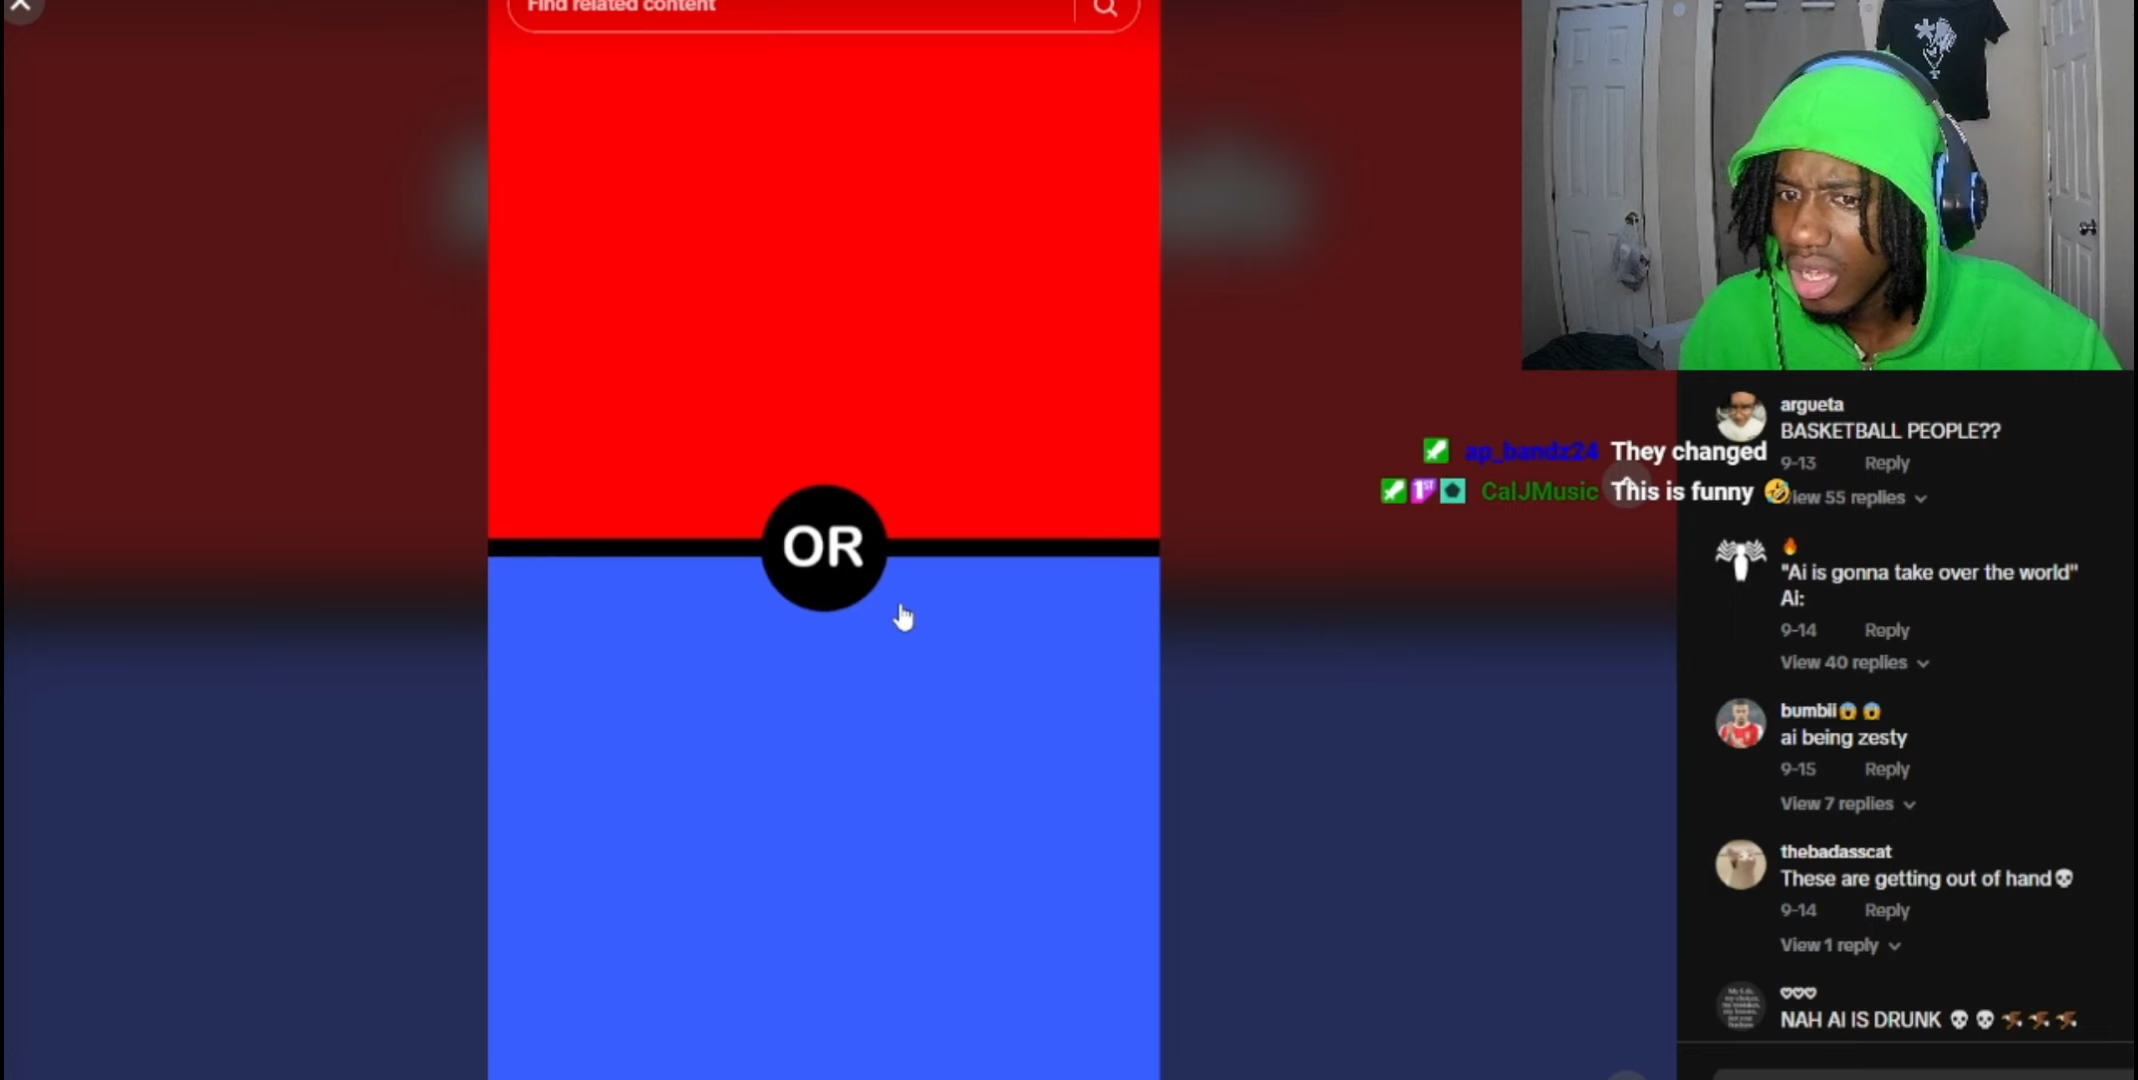 Find related content
OR
ap_bandz24 They changed
CalJMusic This is funny 🤣
argueta
BASKETBALL PEOPLE??
9-13 Reply
iew 55 replies
🔥
"Ai is gonna take over the world"
Ai:
9-14 Reply
View 40 replies
bumbii😱😱
ai being zesty
9-15 Reply
View 7 replies
thebadasscat
These are getting out of hand💀
9-14 Reply
View 1 reply
♡♡♡
NAH AI IS DRUNK 💀💀